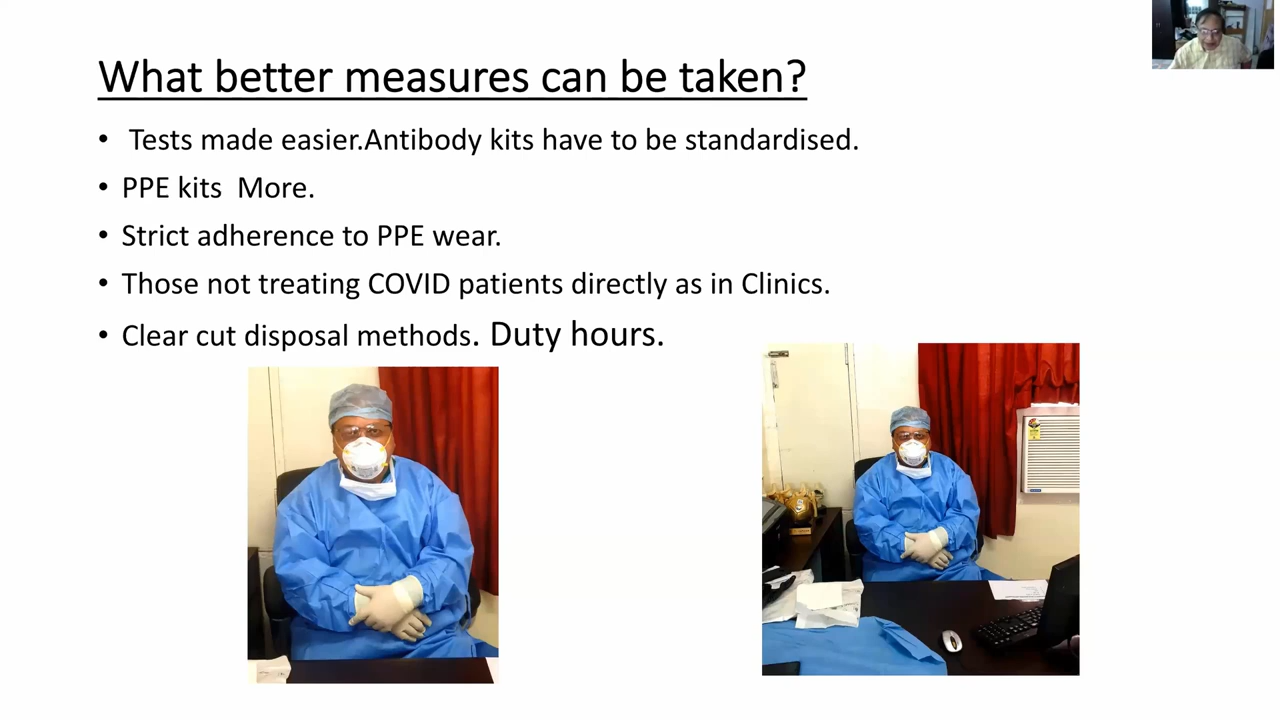 What better measures can be taken?
• Tests made easier.Antibody kits have to be standardised.
• PPE kits  More.
• Strict adherence to PPE wear.
• Those not treating COVID patients directly as in Clinics.
• Clear cut disposal methods. Duty hours.